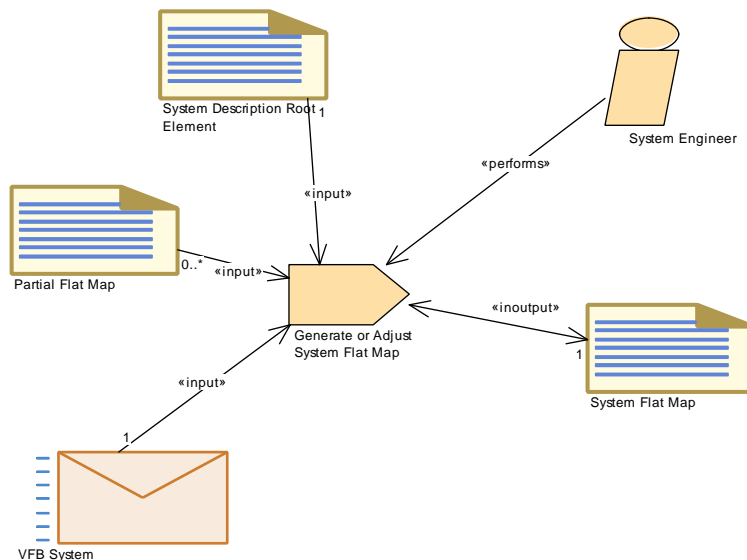 System Description Root
Element
1
System Engineer
«performs»
«input»
Partial Flat Map
0..*
«input»
«inoutput»
Generate or Adjust
System Flat Map
1
System Flat Map
«input»
1
VFB System